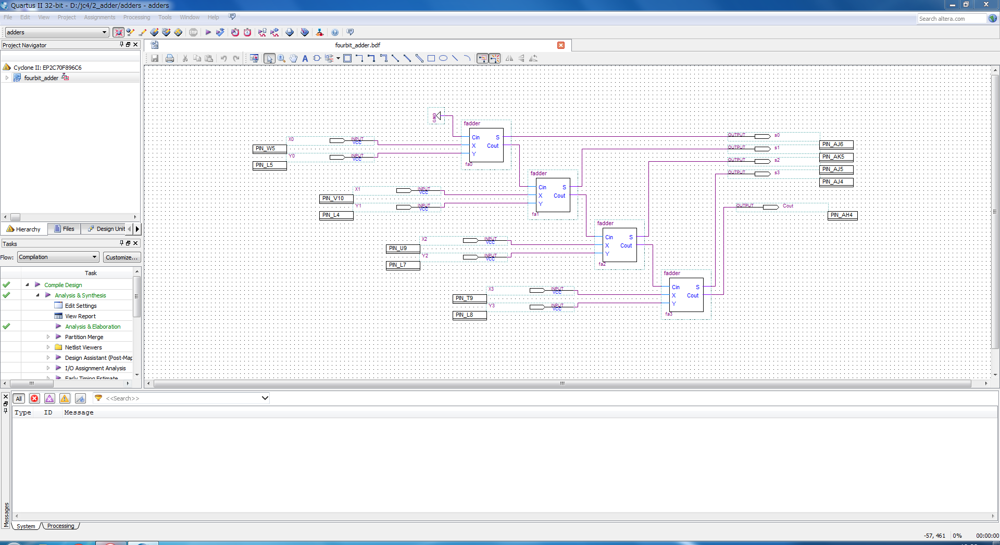 Quartus II 32-bit - D:/jc4/2_adder/adders - adders
File Edit View Project Assignments Processing Tools Window Help
Search altera.com
adders
STOP
Project Navigator
fourbit_adder.bdf
Cyclone II: EP2C70F896C6
BDF fourbit_adder
Hierarchy Files Design Unit
Tasks
Flow: Compilation Customize...
Task
Compile Design
Analysis & Synthesis
Edit Settings
View Report
Analysis & Elaboration
Partition Merge
Netlist Viewers
Design Assistant (Post-Map
I/O Assignment Analysis
Early Timing Estimate
GND
fadder
Cin S
X Cout
Y
fa0
X0 INPUT VCC
PIN_W5
Y0 INPUT VCC
PIN_L5
OUTPUT s0
PIN_AJ6
OUTPUT s1
PIN_AK5
OUTPUT s2
PIN_AJ5
OUTPUT s3
PIN_AJ4
fadder
Cin S
X Cout
Y
fa1
X1 INPUT VCC
PIN_V10
Y1 INPUT VCC
PIN_L4
OUTPUT Cout
PIN_AH4
fadder
Cin S
X Cout
Y
fa2
X2 INPUT VCC
PIN_U9
Y2 INPUT VCC
PIN_L7
fadder
Cin S
X Cout
Y
fa3
X3 INPUT VCC
PIN_T9
Y3 INPUT VCC
PIN_L8
All <<Search>>
Type ID Message
Messages
System Processing
-57, 461 0% 00:00:00